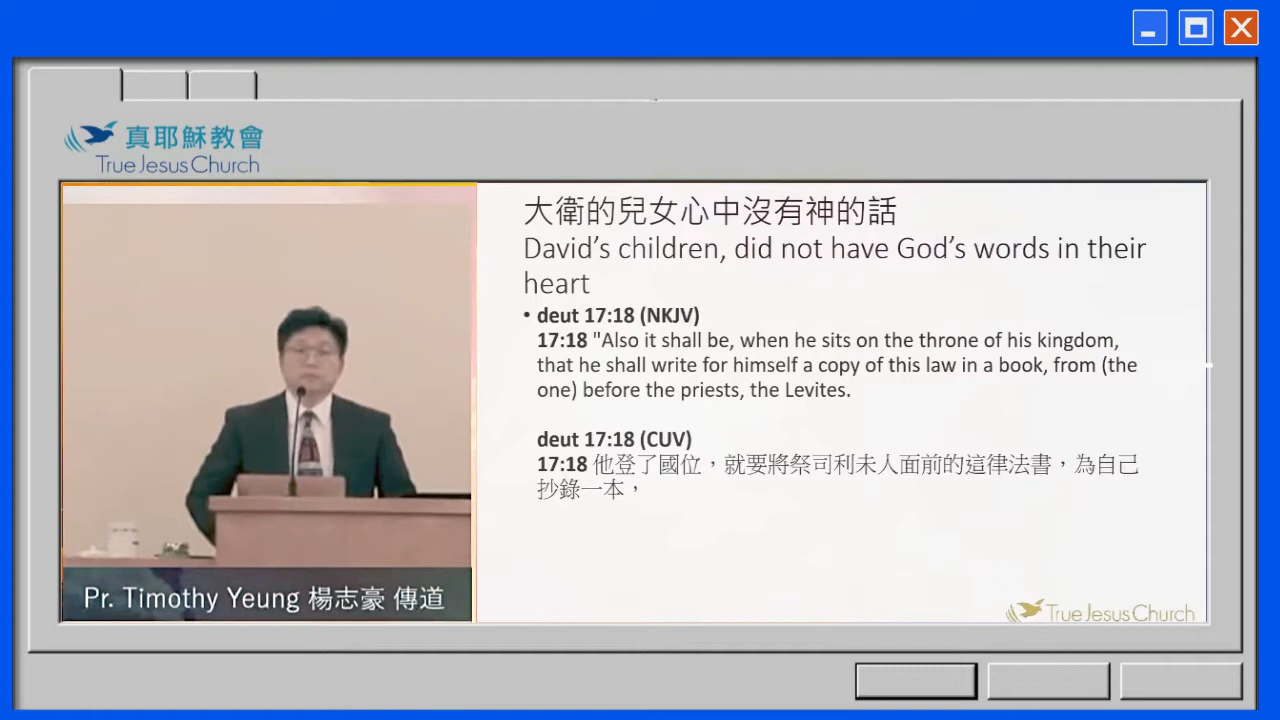 真耶穌教會
True Jesus Church
大衛的兒女心中沒有神的話
David’s children, did not have God’s words in their
heart
• deut 17:18 (NKJV)
17:18 "Also it shall be, when he sits on the throne of his kingdom,
that he shall write for himself a copy of this law in a book, from (the
one) before the priests, the Levites.
deut 17:18 (CUV)
17:18 他登了國位，就要將祭司利未人面前的這律法書，為自己
抄錄一本，
Pr. Timothy Yeung 楊志豪 傳道
True Jesus Church